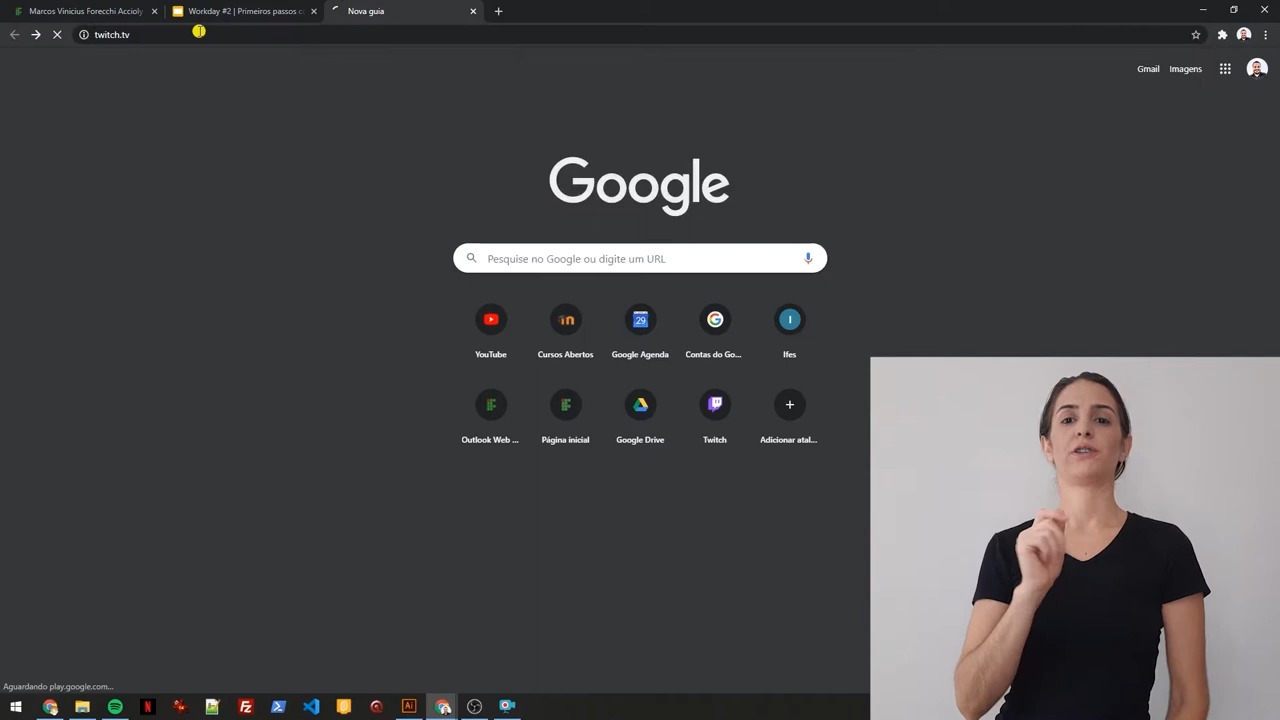 Marcos Vinicius Forecchi Accioly
Workday #2 | Primeiros passos c
Nova guia
twitch.tv
Gmail
Imagens
Google
Pesquise no Google ou digite um URL
29
YouTube
Cursos Abertos
Google Agenda
Contas do Go...
Ifes
Outlook Web ...
Página inicial
Google Drive
Twitch
Adicionar atal...
Aguardando play.google.com...